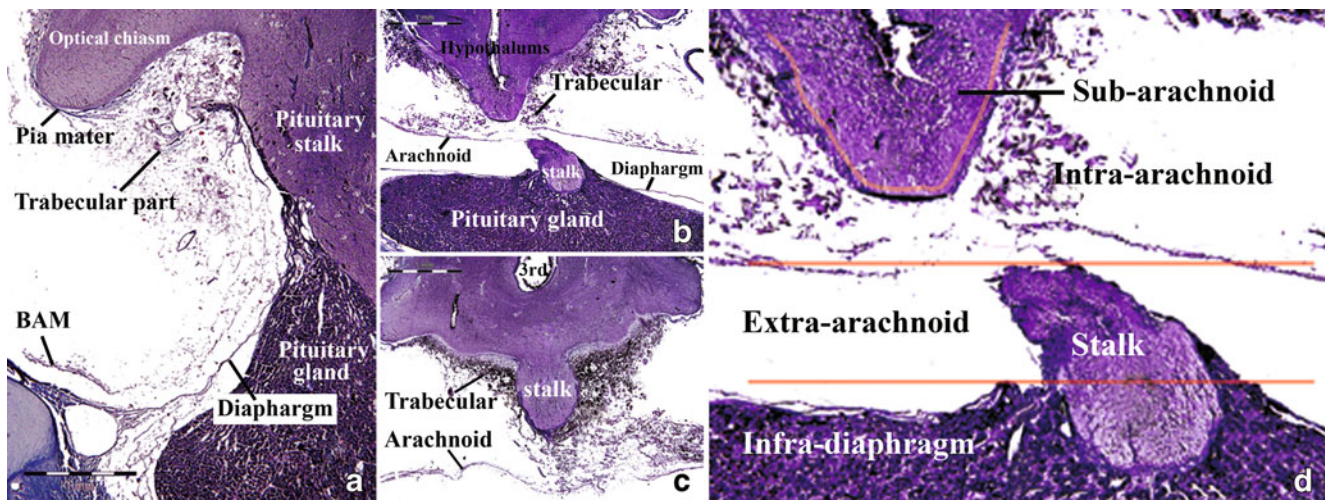 Optical chiasm
Pia mater
Pituitary
stalk
Trabecular part
BAM
Pituitary
gland
Diaphargm
a
Hypothalums
Trabecular
Arachnoid
Diaphargm
stalk
Pituitary gland
b
3rd
stalk
Trabecular
Arachnoid
c
Sub-arachnoid
Intra-arachnoid
Extra-arachnoid
Stalk
Infra-diaphragm
d